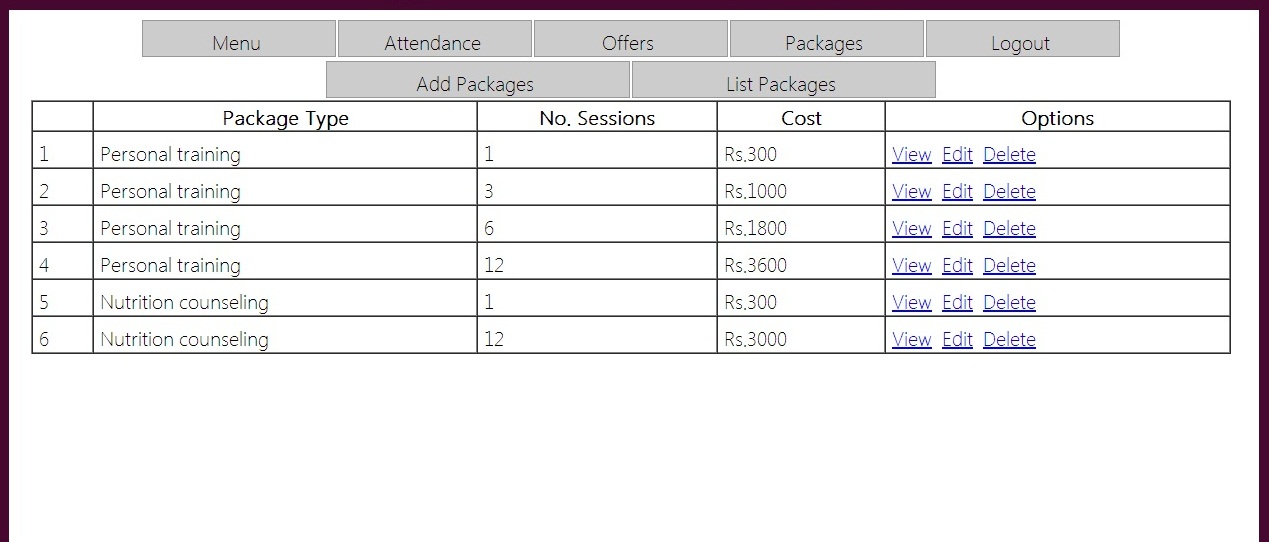 Menu Attendance Offers Packages Logout
Add Packages List Packages
Package Type No. Sessions Cost Options
1 Personal training 1 Rs.300 View Edit Delete
2 Personal training 3 Rs.1000 View Edit Delete
3 Personal training 6 Rs.1800 View Edit Delete
4 Personal training 12 Rs.3600 View Edit Delete
5 Nutrition counseling 1 Rs.300 View Edit Delete
6 Nutrition counseling 12 Rs.3000 View Edit Delete